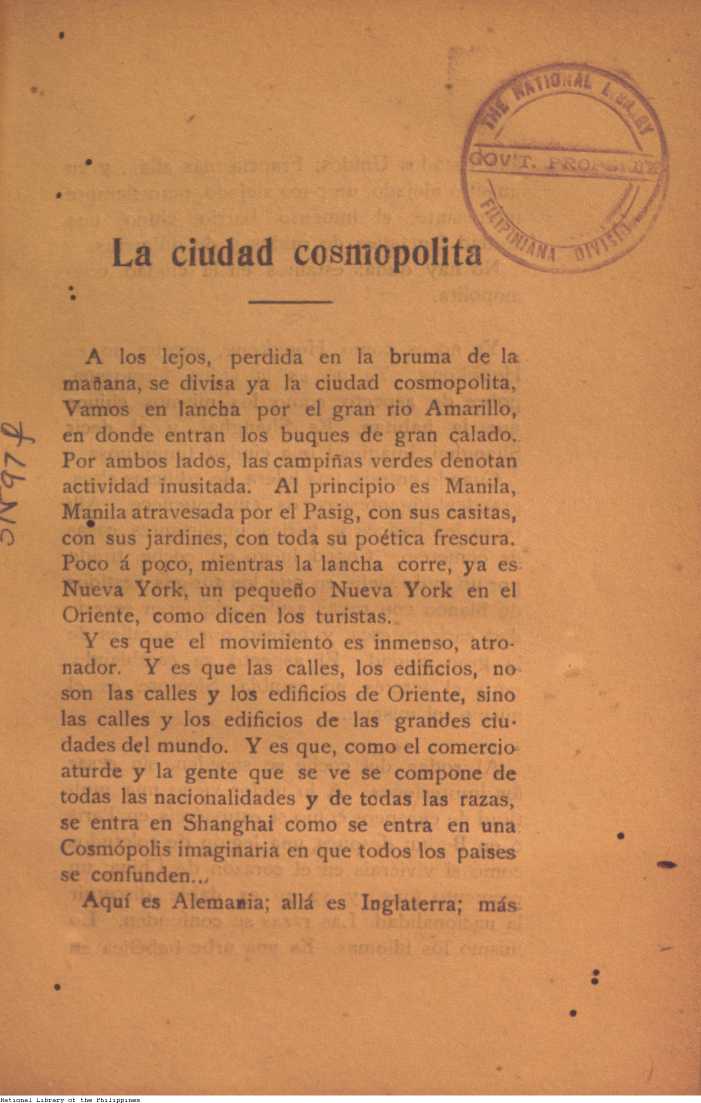 THE NATIONAL LIBRARY
GOV'T. PROPERTY
FILIPINIANA DIVISION
La ciudad cosmopolita
A los lejos, perdida en la bruma de la
mañana, se divisa ya la ciudad cosmopolita,
Vamos en lancha por el gran rio Amarillo,
en donde entran los buques de gran calado.
Por ambos lados, las campiñas verdes denotan
actividad inusitada. Al principio es Manila,
Manila atravesada por el Pasig, con sus casitas,
con sus jardines, con toda su poética frescura.
Poco á poco, mientras la lancha corre, ya es
Nueva York, un pequeño Nueva York en el
Oriente, como dicen los turistas.
Y es que el movimiento es inmenso, atro-
nador. Y es que las calles, los edificios, no
son las calles y los edificios de Oriente, sino
las calles y los edificios de las grandes ciu-
dades del mundo. Y es que, como el comercio
aturde y la gente que se ve se compone de
todas las nacionalidades y de todas las razas,
se entra en Shanghai como se entra en una
Cosmópolis imaginaria en que todos los paises
se confunden...
Aquí es Alemania; allá es Inglaterra; más
National Library of the Philippines